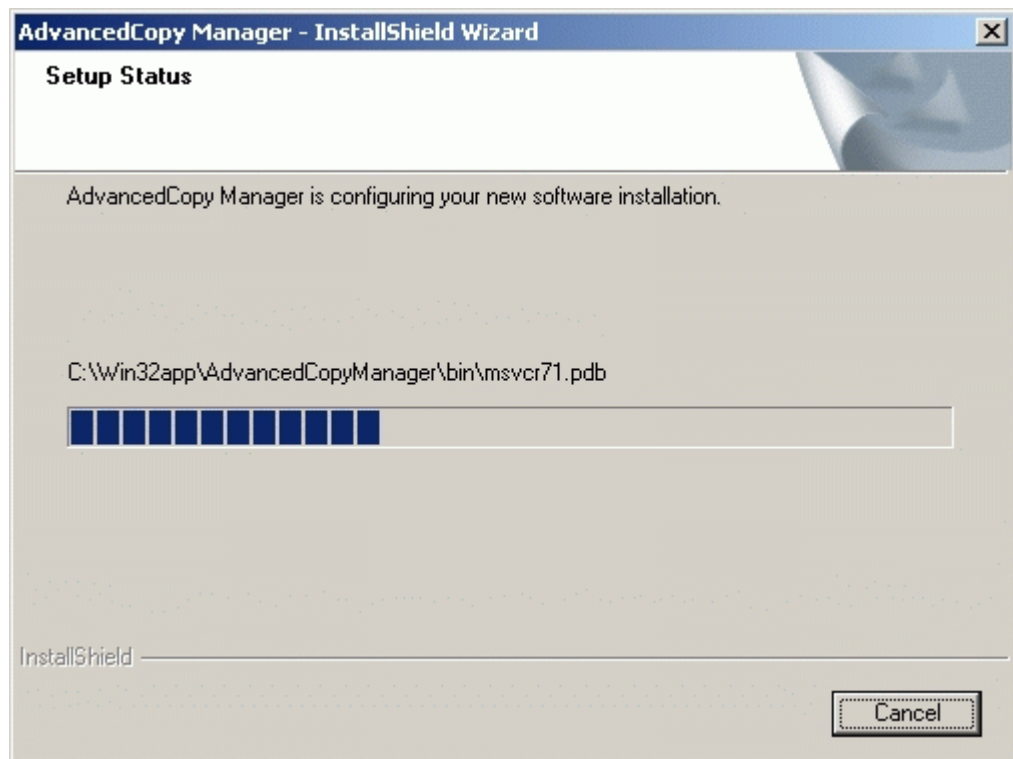 AdvancedCopy Manager - InstallShield Wizard
Setup Status
AdvancedCopy Manager is configuring your new software installation.
C:\Win32app\AdvancedCopyManager\bin\msvcr71.pdb
InstallShield
Cancel